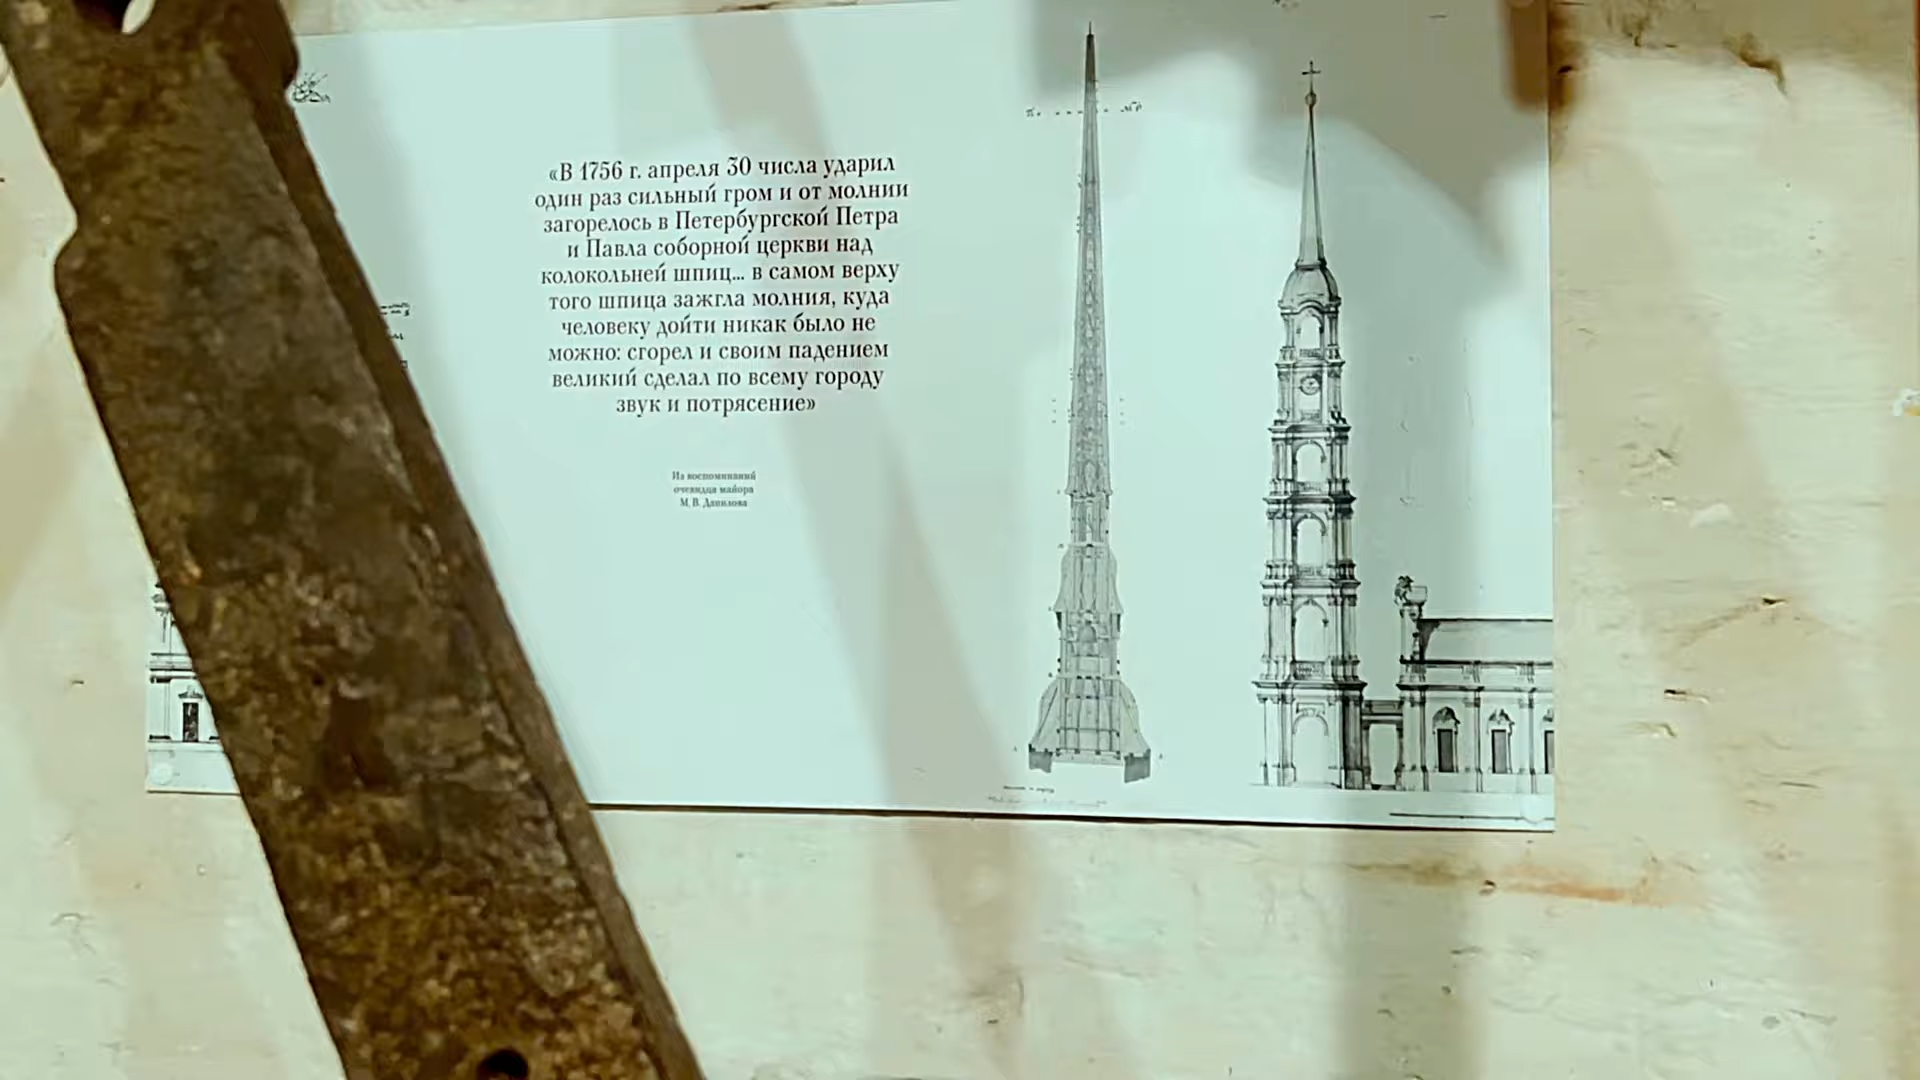 «В 1756 г. апреля 30 числа ударил
один раз сильный гром и от молнии
загорелось в Петербургской Петра
и Павла соборной церкви над
колокольней шпиц... в самом верху
того шпица зажгла молния, куда
человеку дойти никак было не
можно: сгорел и своим падением
великий сделал по всему городу
звук и потрясение»
Из воспоминаний
очевидца майора
М. В. Данилова